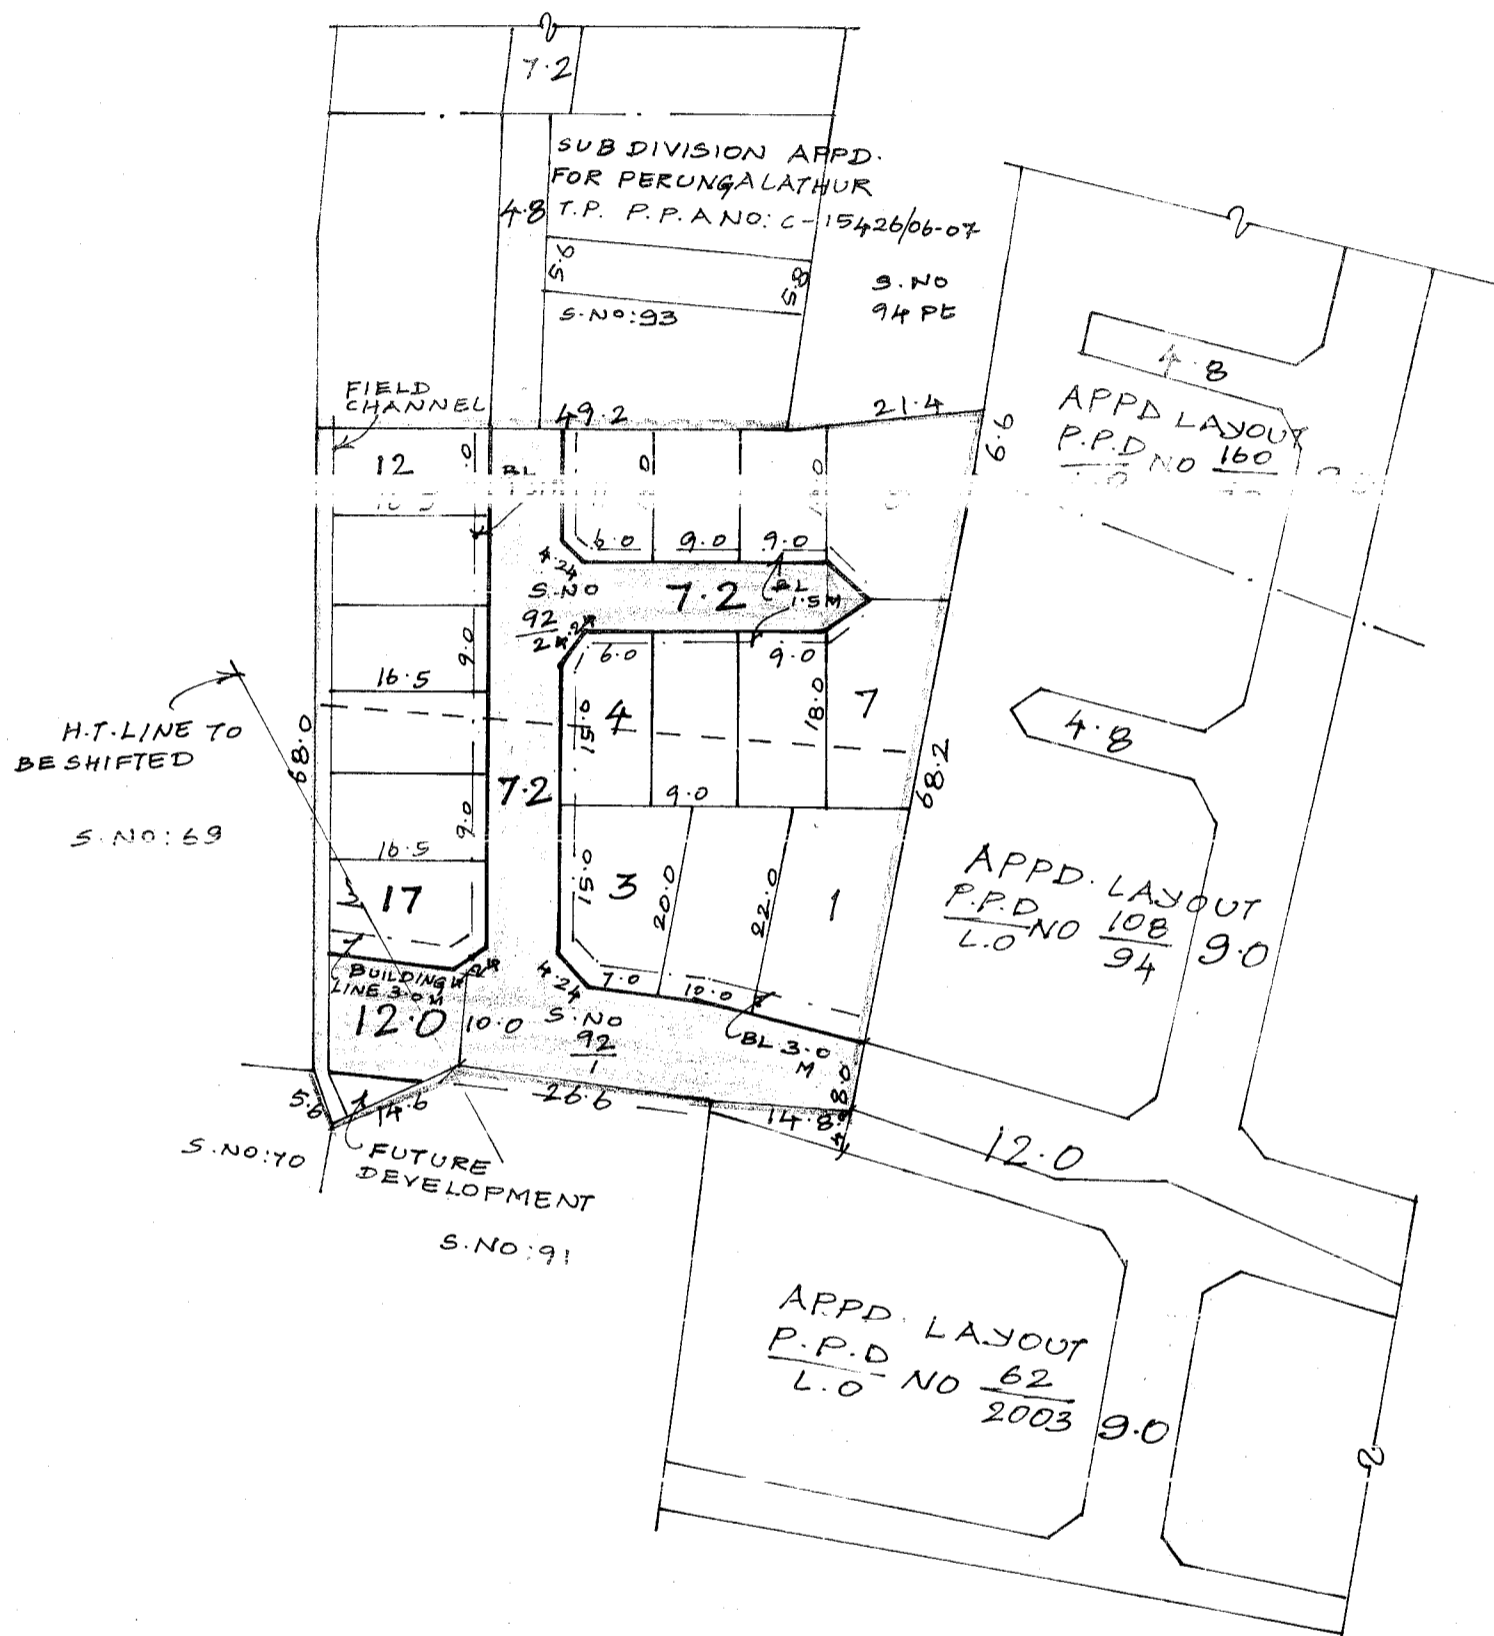 7.2
SUB DIVISION APPD.
FOR PERUNGALATHUR
T.P. P.P.A NO: C-15426/06-07
4.8
5.6
5.8
S.NO:93
S.NO
94 Pt
4.8
APPD LAYOUT
P.P.D NO 160
FIELD
CHANNEL
49.2
21.4
6.6
12
BL
6.0
9.0
9.0
4.24
S.NO
92
2
7.2
BL
1.5M
6.0
9.0
9.0
16.5
4
15.0
18.0
7
H.T.LINE TO
BE SHIFTED
68.0
4.8
68.2
7.2
9.0
9.0
S.NO:69
16.5
17
15.0
3
20.0
22.0
1
APPD. LAYOUT
P.P.D
L.O NO 108
94
9.0
BUILDING
LINE 3.0 M
4.24
7.0
10.0
12.0
10.0
S.NO
92
1
BL 3.0
M
8.0
5.6
14.6
26.6
14.8
12.0
S.NO:70
FUTURE
DEVELOPMENT
S.NO:91
APPD. LAYOUT
P.P.D
L.O NO 62
2003
9.0